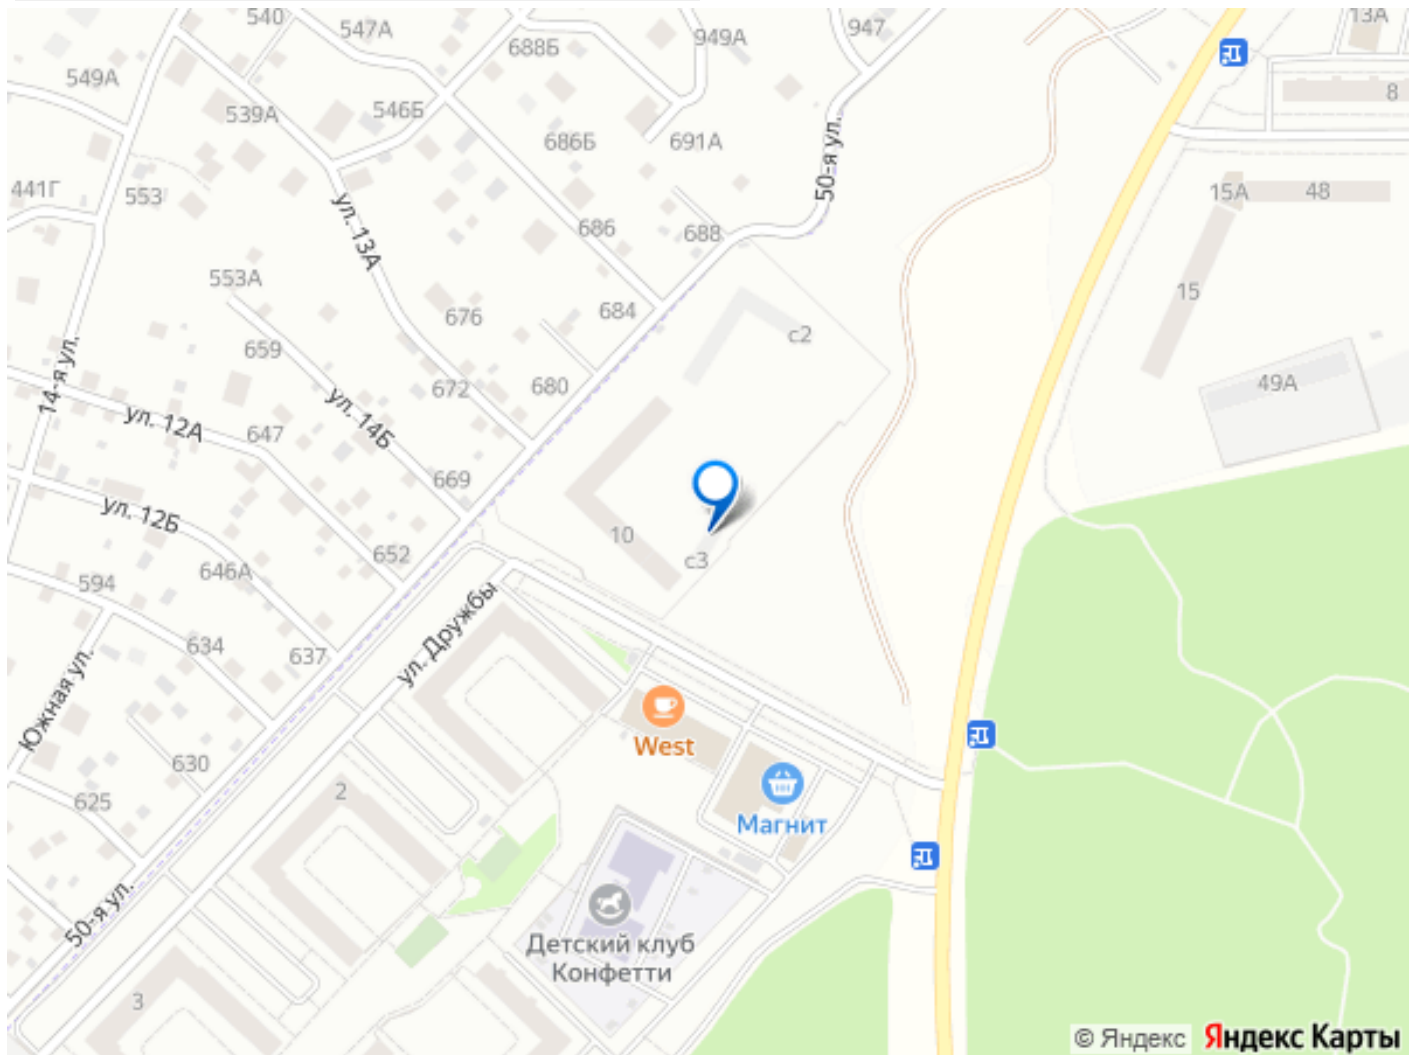 540
547А
688Б
949А
947
13А
549А
539А
546Б
50-я ул.
8
686Б
691А
441Г
553
ул. 13А
686
688
15А
48
553А
676
684
с2
15
14-я ул.
659
672
680
49А
ул. 12А
647
ул. 14Б
669
ул. 12Б
652
10
с3
594
646А
ул. Дружбы
634
637
Южная ул.
630
West
625
2
Магнит
50-я ул.
Детский клуб
Конфетти
3
© Яндекс
Яндекс Карты